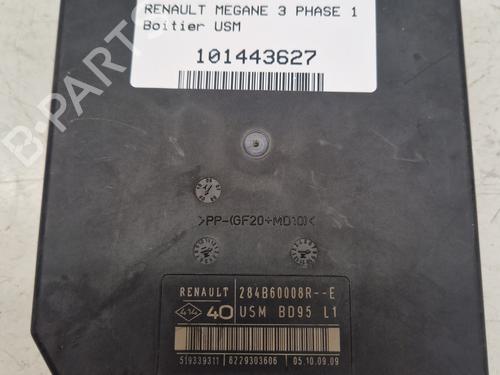 RENAULT MEGANE 3 PHASE 1
Boitier USM
101443627
B-PARTS
>PP-(GF20+MD10)<
RENAULT 284B60008R--E
40 USM BD95 L1
519339311 8229303606 05.10.09.09